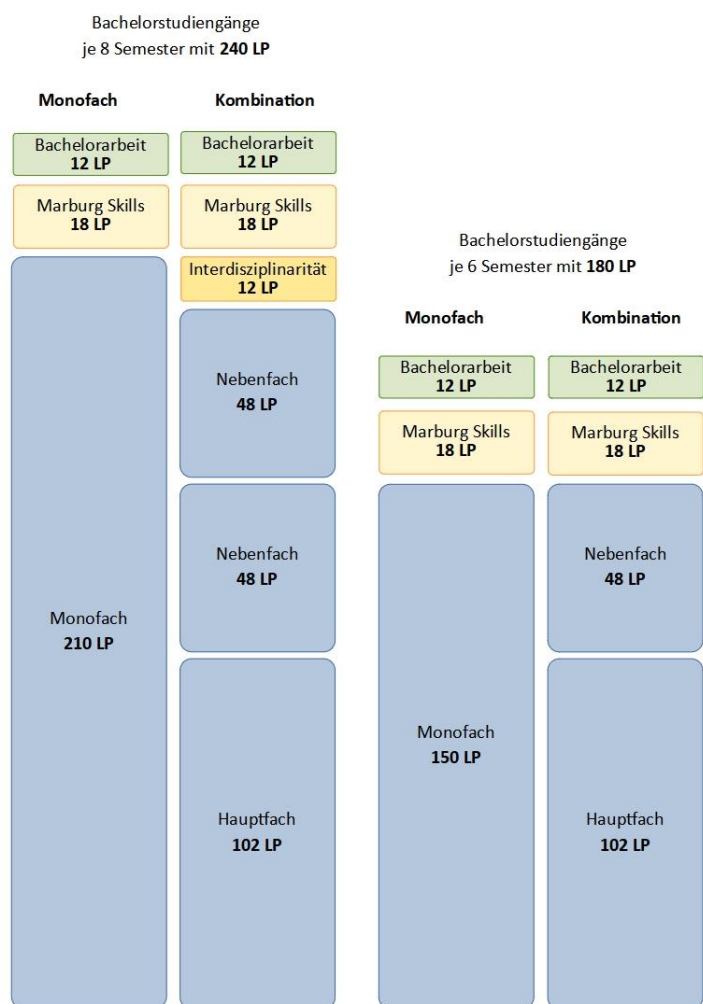 Bachelorstudiengänge
je 8 Semester mit 240 LP
Monofach
Kombination
Bachelorarbeit
12 LP
Marburg Skills
18 LP
Monofach
210 LP
Bachelorarbeit
12 LP
Marburg Skills
18 LP
Interdisziplinarität
12 LP
Nebenfach
48 LP
Nebenfach
48 LP
Hauptfach
102 LP
Bachelorstudiengänge
je 6 Semester mit 180 LP
Monofach
Kombination
Bachelorarbeit
12 LP
Marburg Skills
18 LP
Monofach
150 LP
Bachelorarbeit
12 LP
Marburg Skills
18 LP
Nebenfach
48 LP
Hauptfach
102 LP